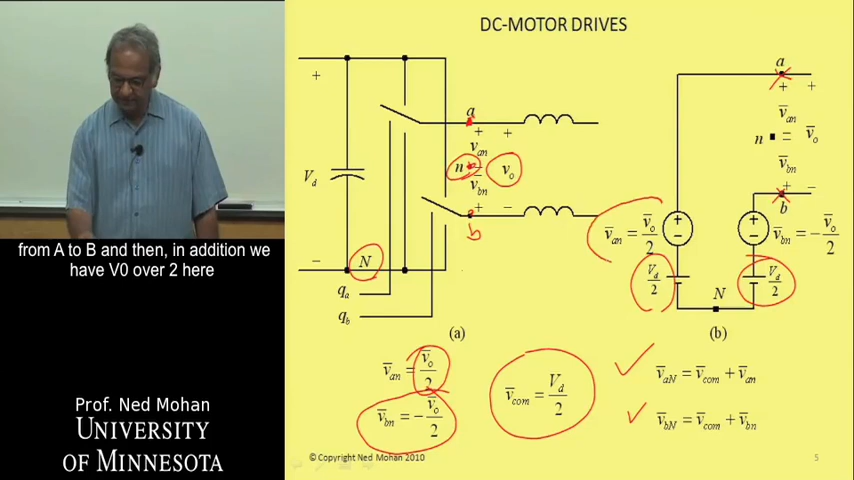 DC-MOTOR DRIVES
+
V_d
−
N
q_a
q_b
a
+ +
v̅_an
n = v_o
v̅_bn
+ −
b
(a)
a
+ +
v̅_an
n = v̅_o
v̅_bn
+ −
b
v̅_an = v̅_o/2
+
−
+
−
v̅_bn = −v̅_o/2
V_d/2
N
V_d/2
(b)
v̅_an = v̅_o/2
v̅_bn = −v̅_o/2
v̅_com = V_d/2
v̅_aN = v̅_com + v̅_an
v̅_bN = v̅_com + v̅_bn
from A to B and then, in addition we
have V0 over 2 here
Prof. Ned Mohan
UNIVERSITY
OF MINNESOTA
© Copyright Ned Mohan 2010
5